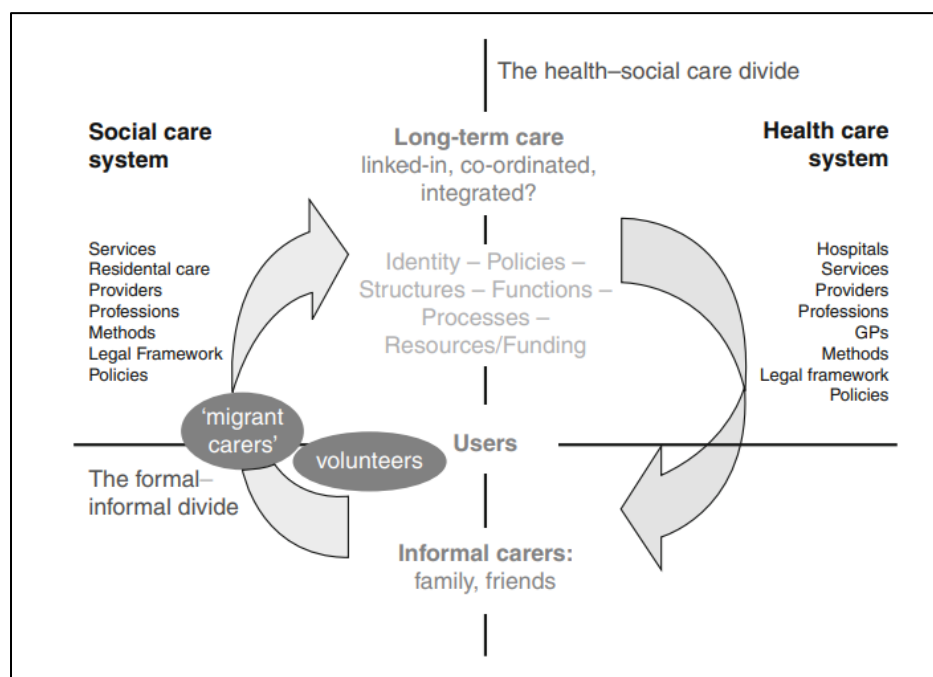 The health–social care divide
Social care
system
Long-term care
linked-in, co-ordinated,
integrated?
Health care
system
Services
Residental care
Providers
Professions
Methods
Legal Framework
Policies
Identity – Policies –
Structures – Functions –
Processes –
Resources/Funding
Hospitals
Services
Providers
Professions
GPs
Methods
Legal framework
Policies
‘migrant
carers’
volunteers
Users
The formal–
informal divide
Informal carers:
family, friends